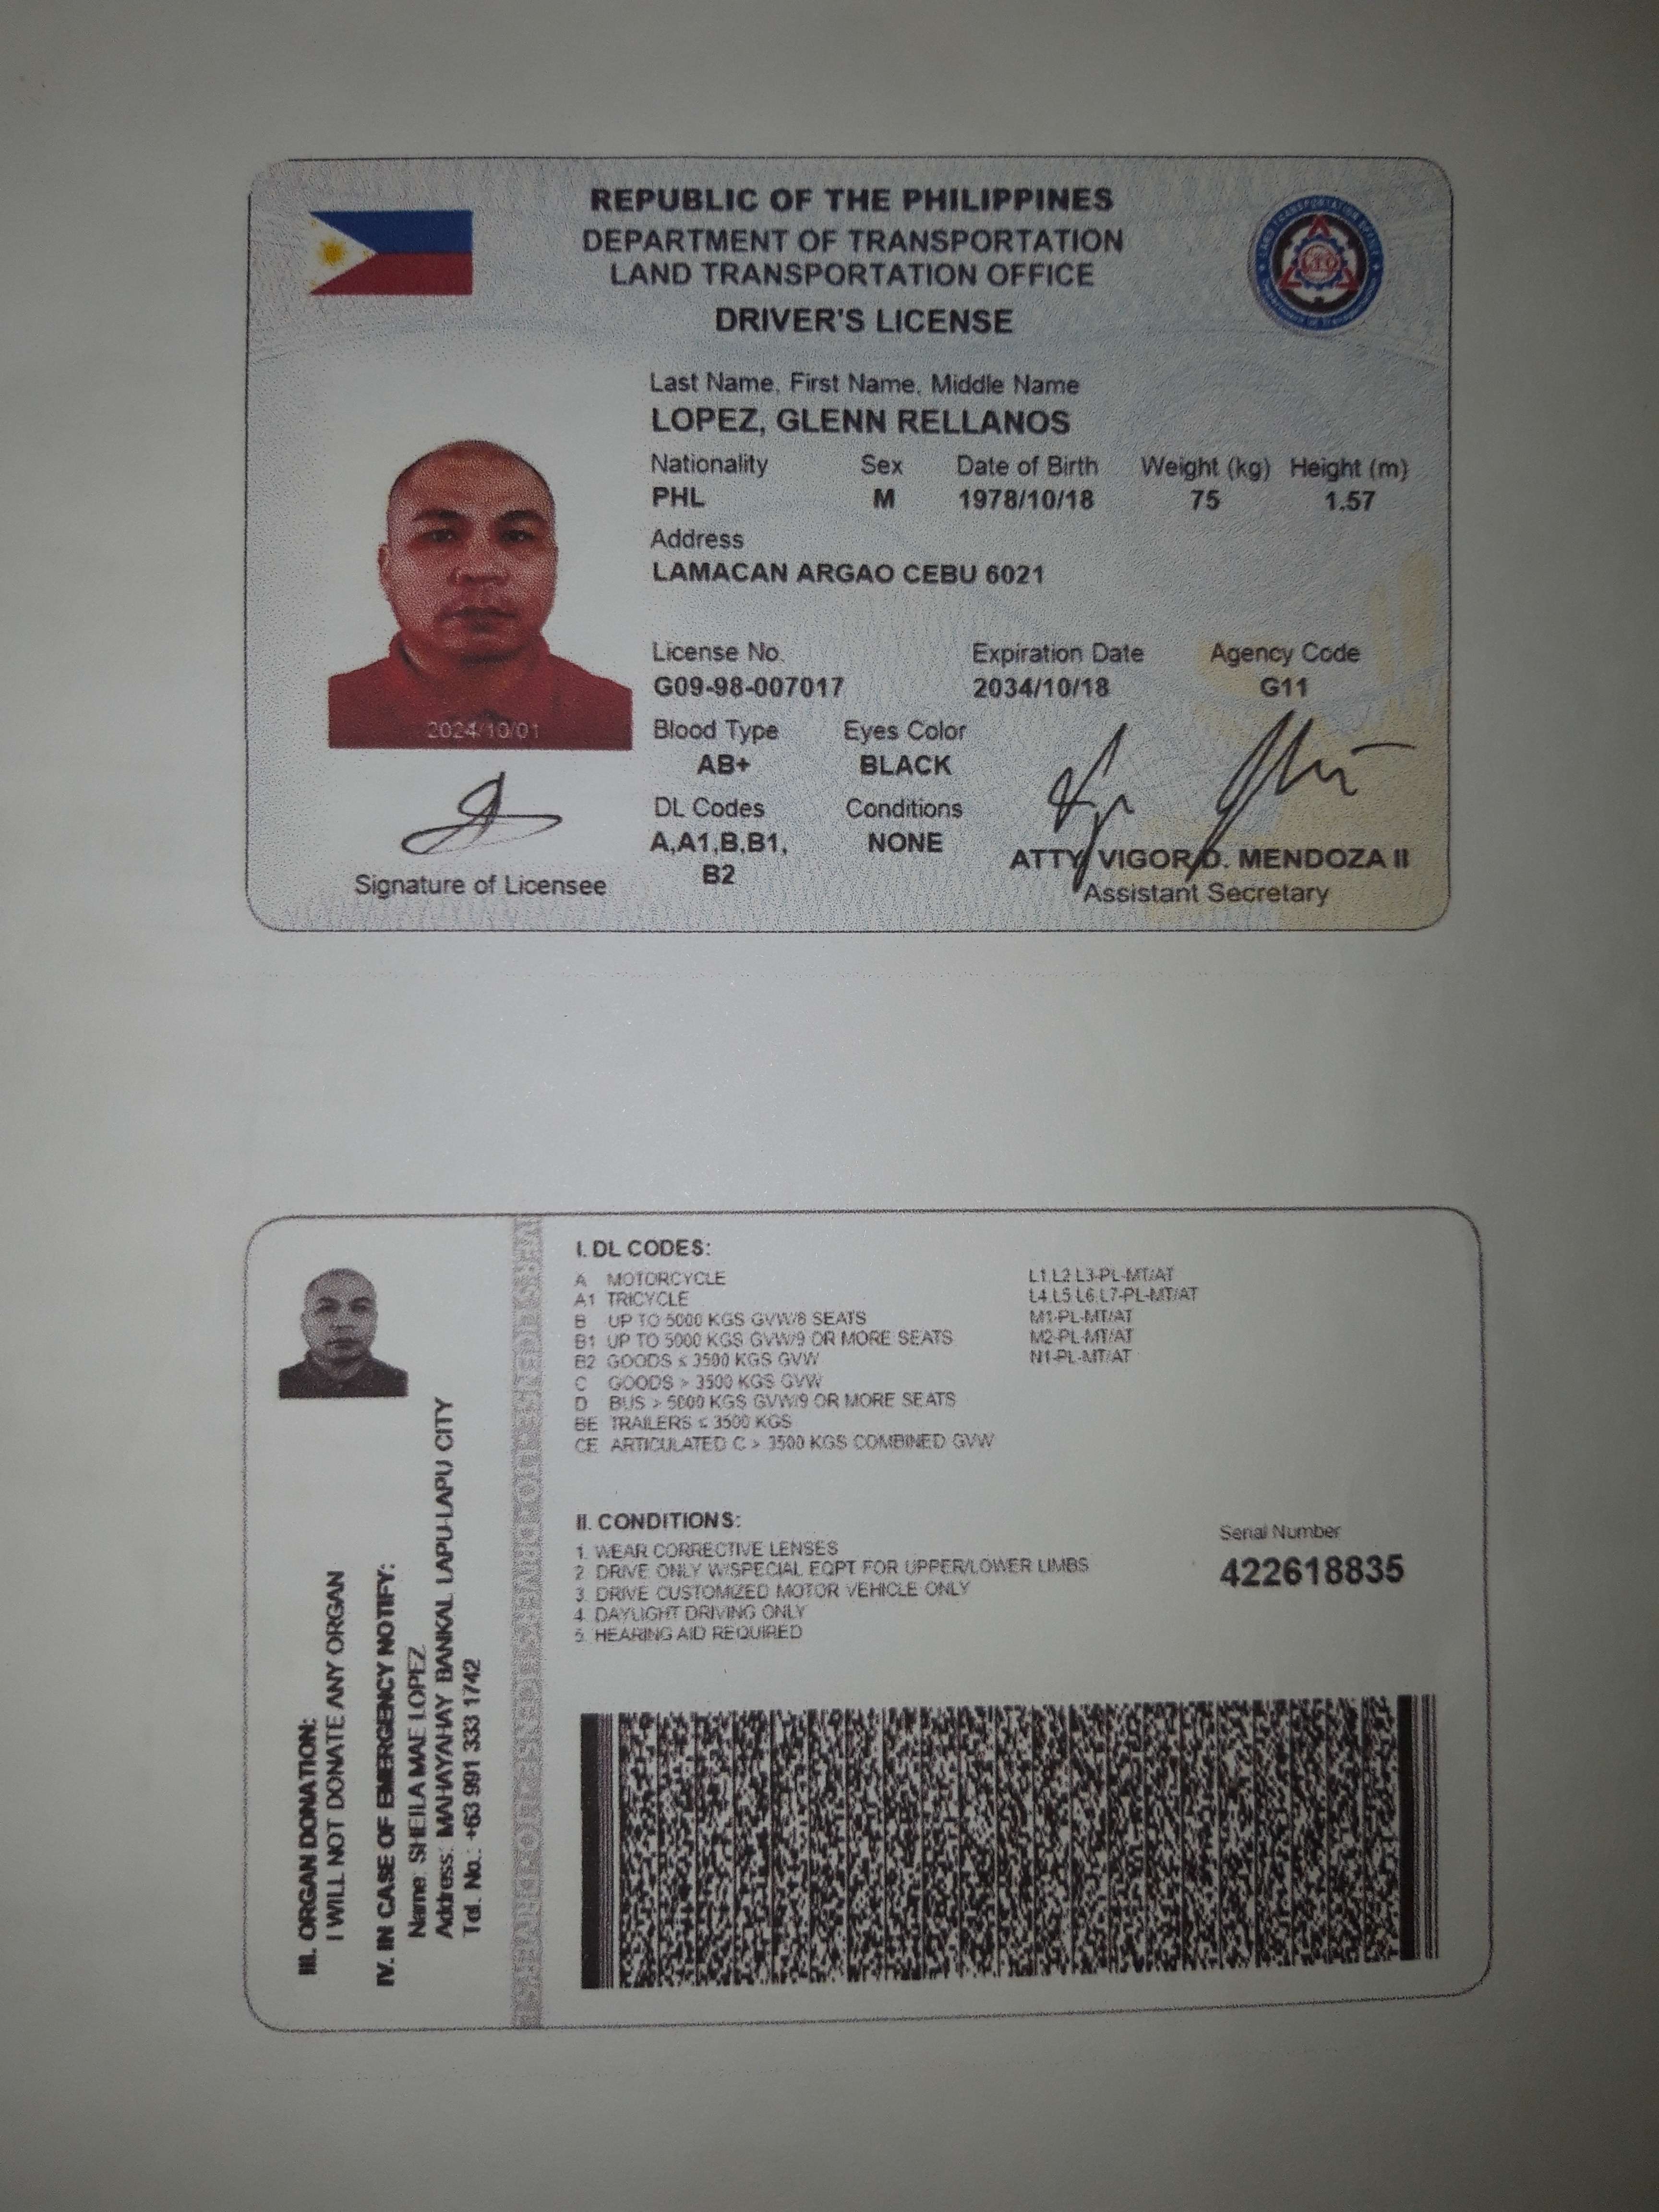 REPUBLIC OF THE PHILIPPINES
DEPARTMENT OF TRANSPORTATION
LAND TRANSPORTATION OFFICE
DRIVER'S LICENSE
Last Name, First Name, Middle Name
LOPEZ, GLENN RELLANOS
Nationality Sex Date of Birth Weight (kg) Height (m)
PHL M 1978/10/18 75 1.57
Address
LAMACAN ARGAO CEBU 6021
License No. Expiration Date Agency Code
G09-98-007017 2034/10/18 G11
2024/10/01
Blood Type Eyes Color
AB+ BLACK
DL Codes Conditions
A,A1,B,B1, NONE
B2
ATTY VIGOR D. MENDOZA II
Assistant Secretary
Signature of Licensee
I. DL CODES:
A MOTORCYCLE L1,L2,L3-PL-MT/AT
A1 TRICYCLE L4,L5,L6,L7-PL-MT/AT
B UP TO 5000 KGS GVW/8 SEATS M1-PL-MT/AT
B1 UP TO 5000 KGS GVW/9 OR MORE SEATS M2-PL-MT/AT
B2 GOODS ≤ 3500 KGS GVW N1-PL-MT/AT
C GOODS > 3500 KGS GVW
D BUS > 5000 KGS GVW/9 OR MORE SEATS
BE TRAILERS ≤ 3500 KGS
CE ARTICULATED C > 3500 KGS COMBINED GVW
II. CONDITIONS:
1. WEAR CORRECTIVE LENSES
2. DRIVE ONLY W/SPECIAL EQPT FOR UPPER/LOWER LIMBS
3. DRIVE CUSTOMIZED MOTOR VEHICLE ONLY
4. DAYLIGHT DRIVING ONLY
5. HEARING AID REQUIRED
Serial Number
422618835
III. ORGAN DONATION:
I WILL NOT DONATE ANY ORGAN
IV. IN CASE OF EMERGENCY NOTIFY:
Name: SHEILA MAE LOPEZ
Address: MAHAYAHAY BANKAL LAPU-LAPU CITY
Tel. No.: +63 991 333 1742